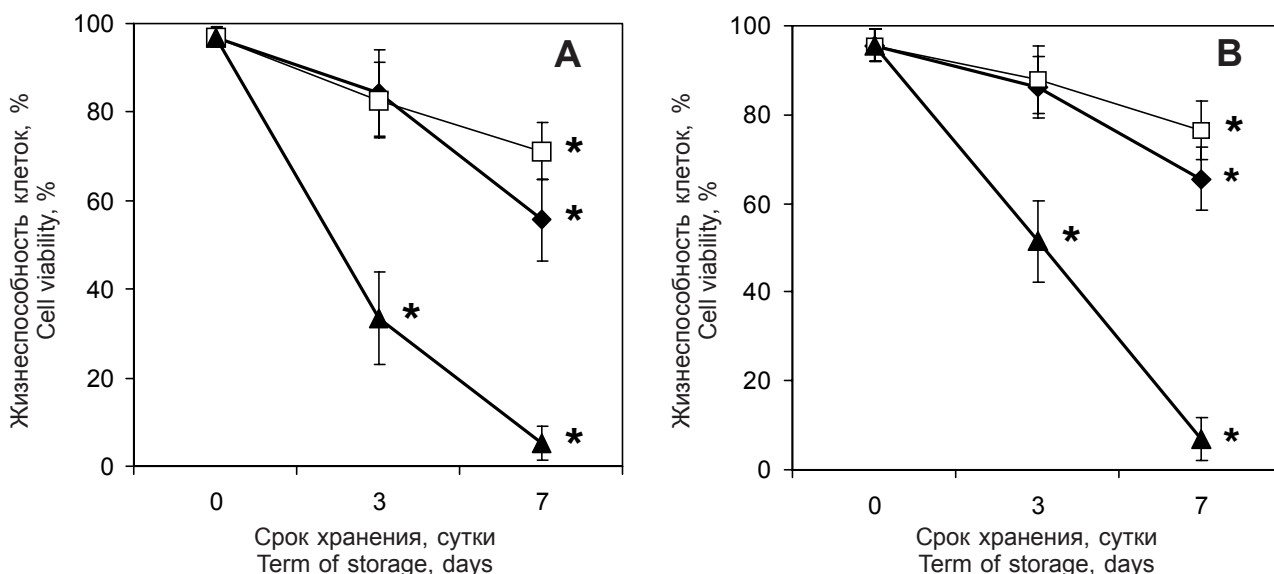 Жизнеспособность клеток, %
Cell viability, %
100
80
60
40
20
0
A
*
*
*
*
0 3 7
Срок хранения, сутки
Term of storage, days
Жизнеспособность клеток, %
Cell viability, %
100
80
60
40
20
0
B
*
*
*
*
0 3 7
Срок хранения, сутки
Term of storage, days